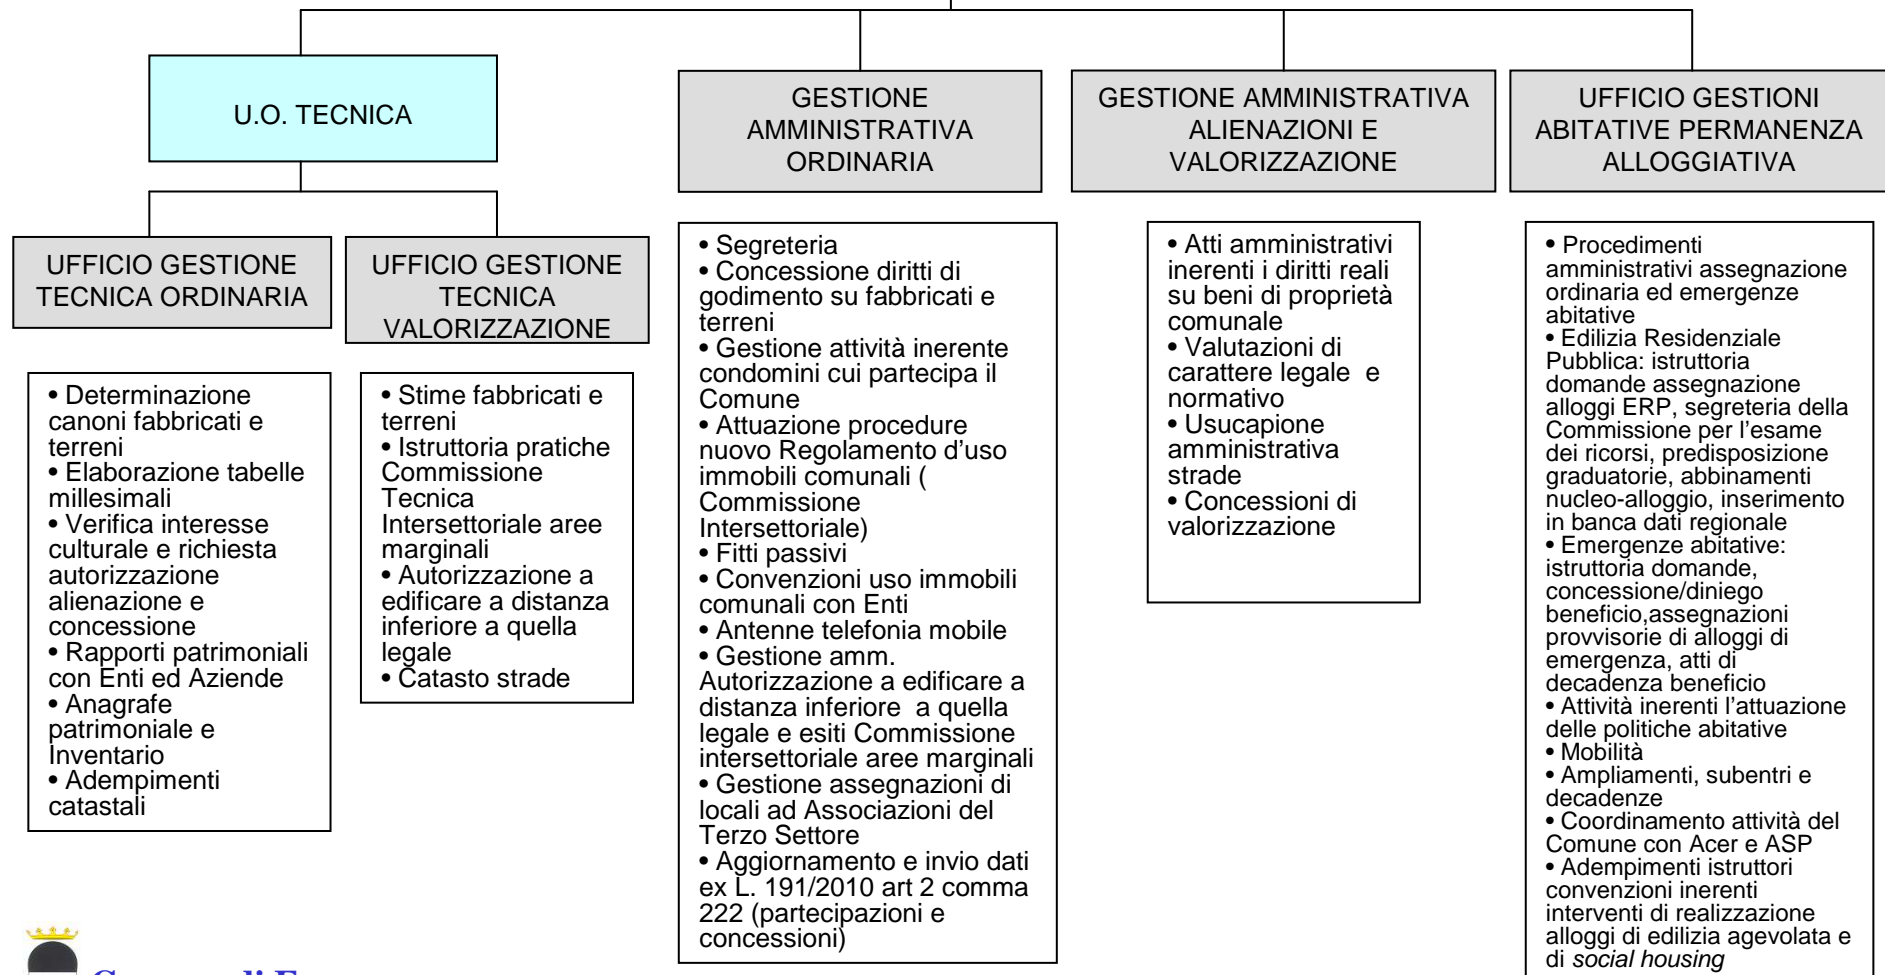 U.O. TECNICA
GESTIONE
AMMINISTRATIVA
ORDINARIA
GESTIONE AMMINISTRATIVA
ALIENAZIONI E
VALORIZZAZIONE
UFFICIO GESTIONI
ABITATIVE PERMANENZA
ALLOGGIATIVA
UFFICIO GESTIONE
TECNICA ORDINARIA
UFFICIO GESTIONE
TECNICA
VALORIZZAZIONE
• Determinazione
canoni fabbricati e
terreni
• Elaborazione tabelle
millesimali
• Verifica interesse
culturale e richiesta
autorizzazione
alienazione e
concessione
• Rapporti patrimoniali
con Enti ed Aziende
• Anagrafe
patrimoniale e
Inventario
• Adempimenti
catastali
• Stime fabbricati e
terreni
• Istruttoria pratiche
Commissione
Tecnica
Intersettoriale aree
marginali
• Autorizzazione a
edificare a distanza
inferiore a quella
legale
• Catasto strade
• Segreteria
• Concessione diritti di
godimento su fabbricati e
terreni
• Gestione attività inerente
condomini cui partecipa il
Comune
• Attuazione procedure
nuovo Regolamento d'uso
immobili comunali (
Commissione
Intersettoriale)
• Fitti passivi
• Convenzioni uso immobili
comunali con Enti
• Antenne telefonia mobile
• Gestione amm.
Autorizzazione a edificare a
distanza inferiore a quella
legale e esiti Commissione
intersettoriale aree marginali
• Gestione assegnazioni di
locali ad Associazioni del
Terzo Settore
• Aggiornamento e invio dati
ex L. 191/2010 art 2 comma
222 (partecipazioni e
concessioni)
• Atti amministrativi
inerenti i diritti reali
su beni di proprietà
comunale
• Valutazioni di
carattere legale e
normativo
• Usucapione
amministrativa
strade
• Concessioni di
valorizzazione
• Procedimenti
amministrativi assegnazione
ordinaria ed emergenze
abitative
• Edilizia Residenziale
Pubblica: istruttoria
domande assegnazione
alloggi ERP, segreteria della
Commissione per l'esame
dei ricorsi, predisposizione
graduatorie, abbinamenti
nucleo-alloggio, inserimento
in banca dati regionale
• Emergenze abitative:
istruttoria domande,
concessione/diniego
beneficio,assegnazioni
provvisorie di alloggi di
emergenza, atti di
decadenza beneficio
• Attività inerenti l'attuazione
delle politiche abitative
• Mobilità
• Ampliamenti, subentri e
decadenze
• Coordinamento attività del
Comune con Acer e ASP
• Adempimenti istruttori
convenzioni inerenti
interventi di realizzazione
alloggi di edilizia agevolata e
di social housing